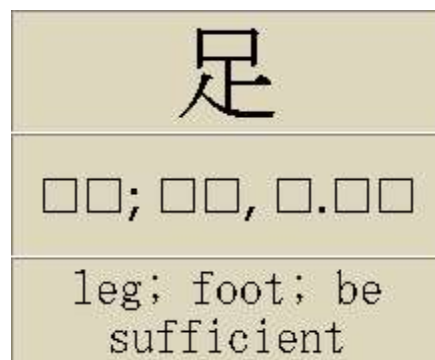 足
□□; □□, □.□□
leg; foot; be
sufficient